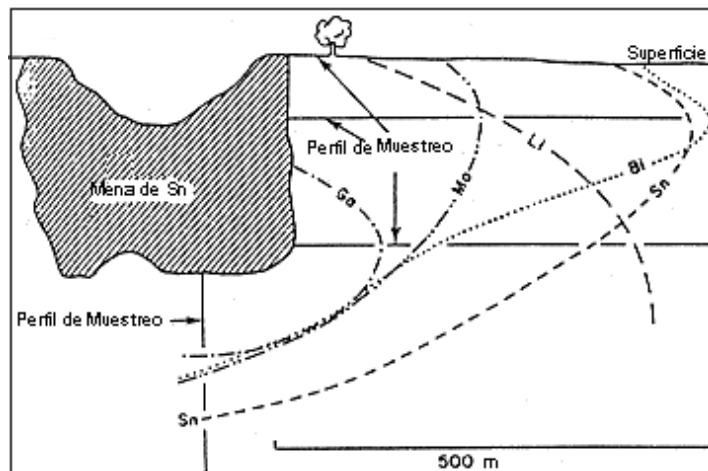 Superficie
Perfil de Muestreo
Mena de Sn
Ga
Mo
Li
Bi
Sn
Perfil de Muestreo
Sn
500 m